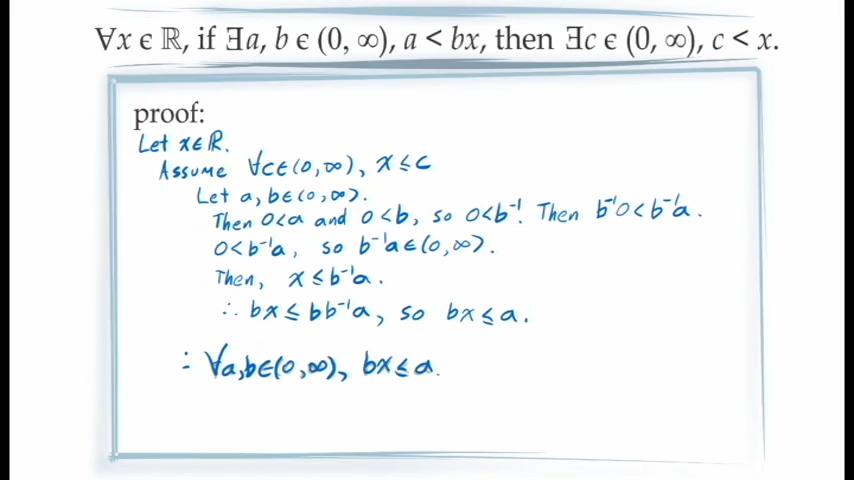 ∀x ϵ ℝ, if ∃a, b ϵ (0, ∞), a < bx, then ∃c ϵ (0, ∞), c < x.
proof:
Let x∈ℝ.
Assume ∀c∈(0,∞), x≤c
Let a,b∈(0,∞).
Then 0<a and 0<b, so 0<b⁻¹. Then b⁻¹0<b⁻¹a.
0<b⁻¹a, so b⁻¹a∈(0,∞).
Then, x≤b⁻¹a.
∴ bx≤bb⁻¹a, so bx≤a.
∴ ∀a,b∈(0,∞), bx≤a.